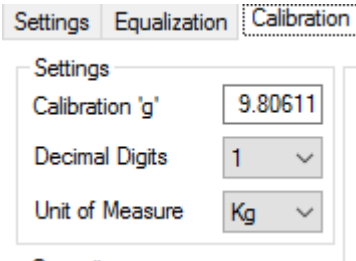 Settings Equalization Calibration
Settings
Calibration 'g' 9.80611
Decimal Digits 1
Unit of Measure Kg